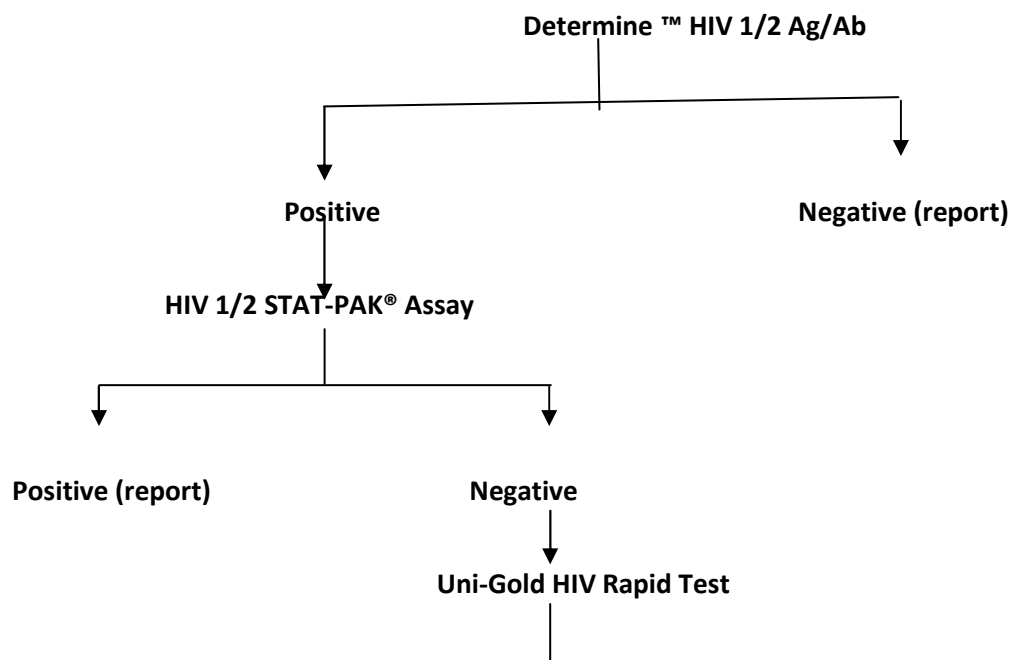 Determine ™ HIV 1/2 Ag/Ab
Positive
Negative (report)
HIV 1/2 STAT-PAK® Assay
Positive (report)
Negative
Uni-Gold HIV Rapid Test